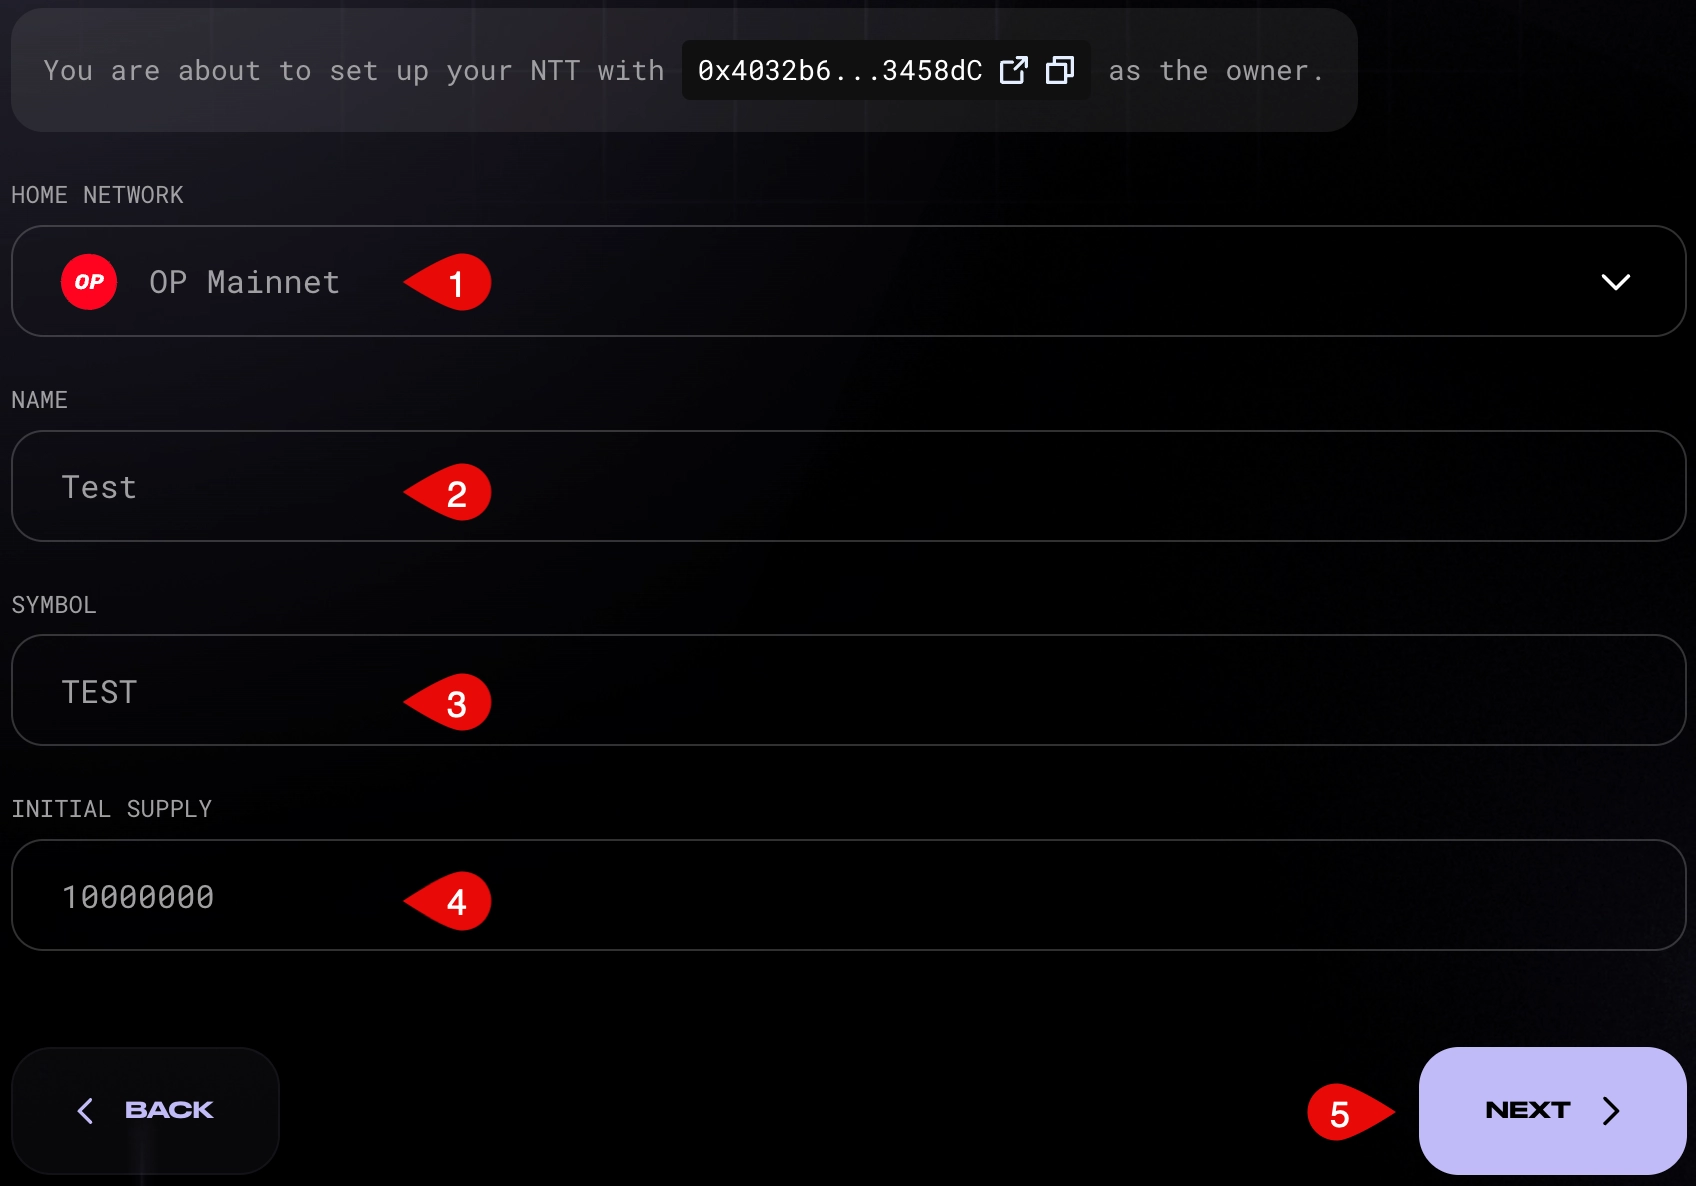 You are about to set up your NTT with 0x4032b6...3458dC as the owner.
HOME NETWORK
OP OP Mainnet 1
NAME
Test 2
SYMBOL
TEST 3
INITIAL SUPPLY
10000000 4
BACK 5 NEXT